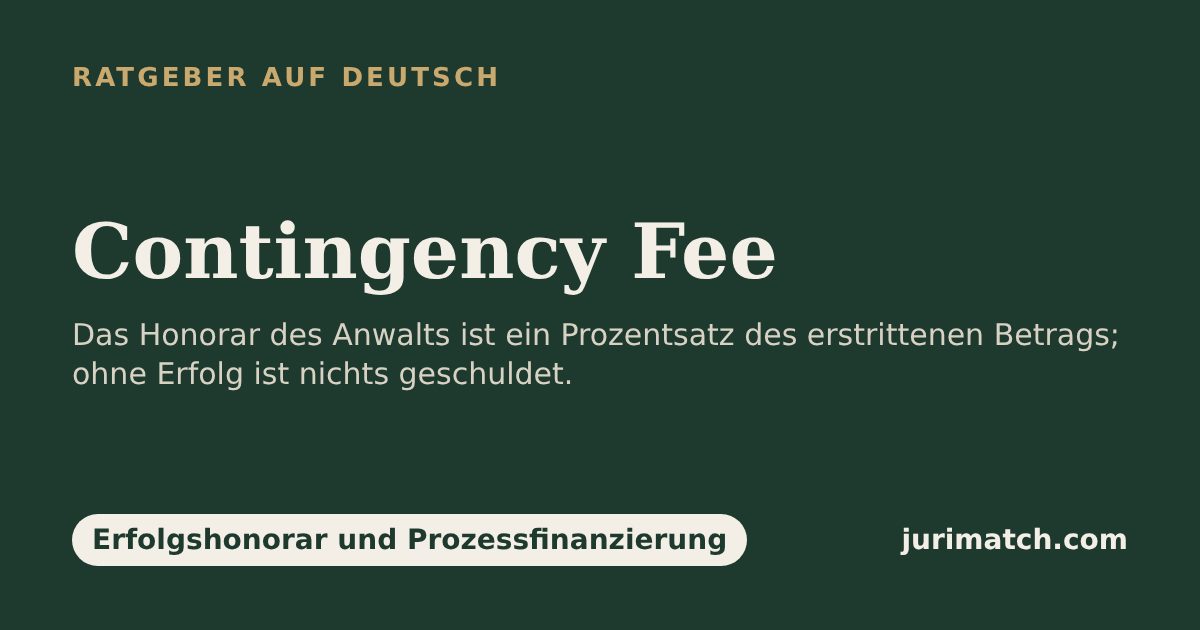 RATGEBER AUF DEUTSCH
Contingency Fee
Das Honorar des Anwalts ist ein Prozentsatz des erstrittenen Betrags;
ohne Erfolg ist nichts geschuldet.
Erfolgshonorar und Prozessfinanzierung
jurimatch.com